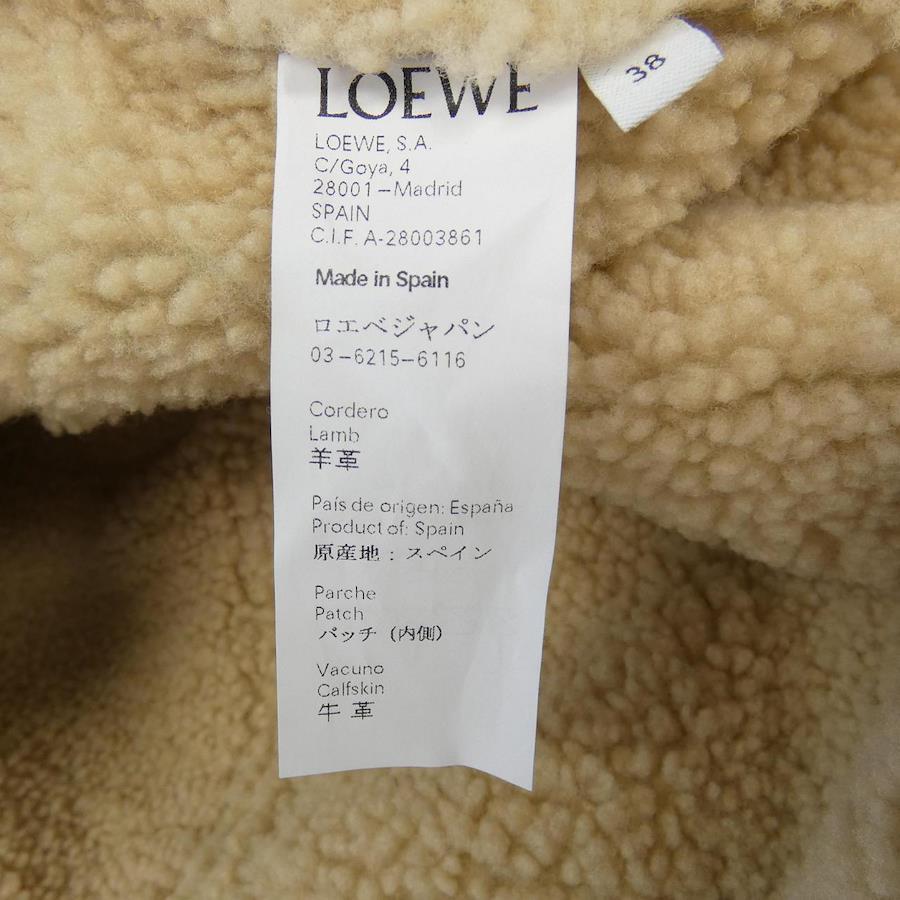 LOEWE
38
LOEWE, S.A.
C/Goya, 4
28001-Madrid
SPAIN
C.I.F. A-28003861
Made in Spain
ロエベジャパン
03-6215-6116
Cordero
Lamb
羊革
País de origen: España
Product of: Spain
原産地：スペイン
Parche
Patch
パッチ（内側）
Vacuno
Calfskin
牛革